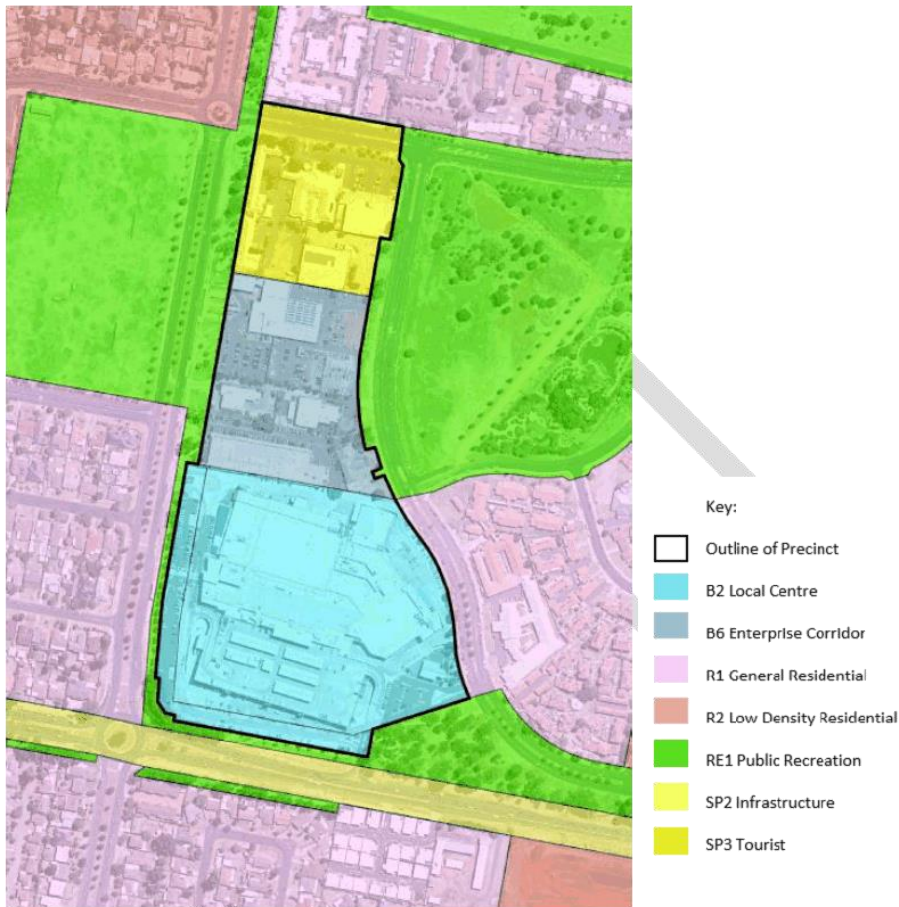 Key:
Outline of Precinct
B2 Local Centre
B6 Enterprise Corridor
R1 General Residential
R2 Low Density Residential
RE1 Public Recreation
SP2 Infrastructure
SP3 Tourist